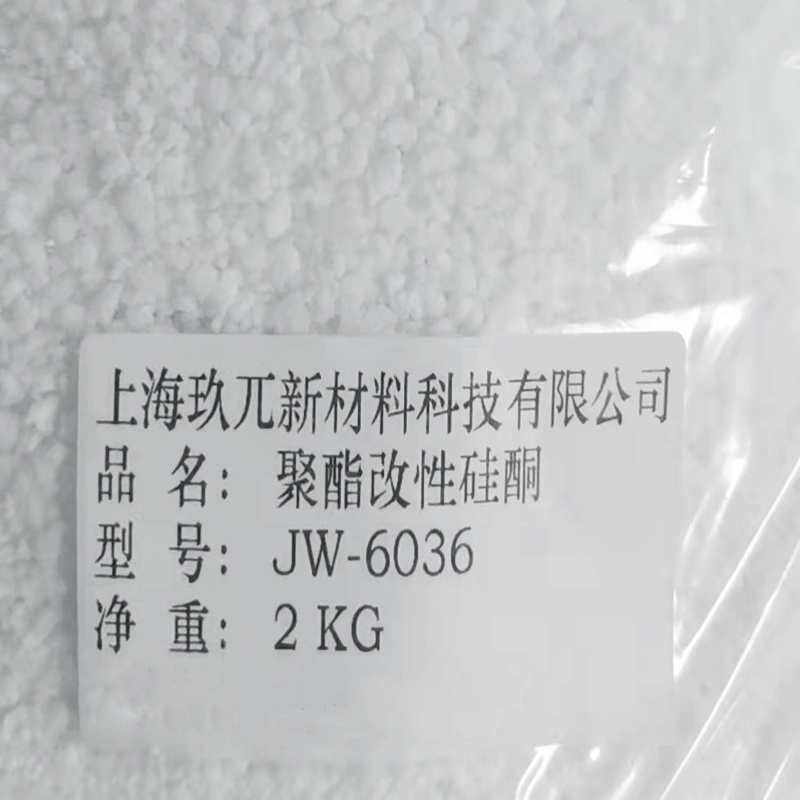 上海玖兀新材料科技有限公司
品 名: 聚酯改性硅酮
型 号: JW-6036
净 重: 2 KG